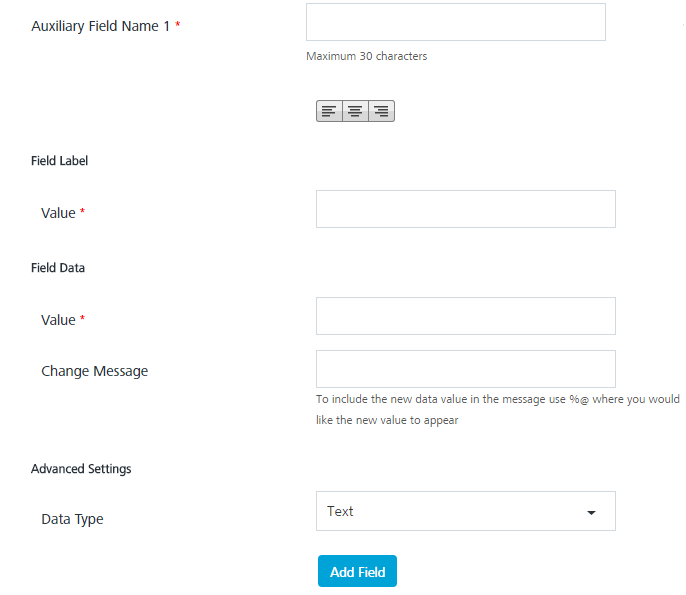 Auxiliary Field Name 1 *
Maximum 30 characters
Field Label
Value *
Field Data
Value *
Change Message
To include the new data value in the message use %@ where you would
like the new value to appear
Advanced Settings
Data Type
Text
Add Field